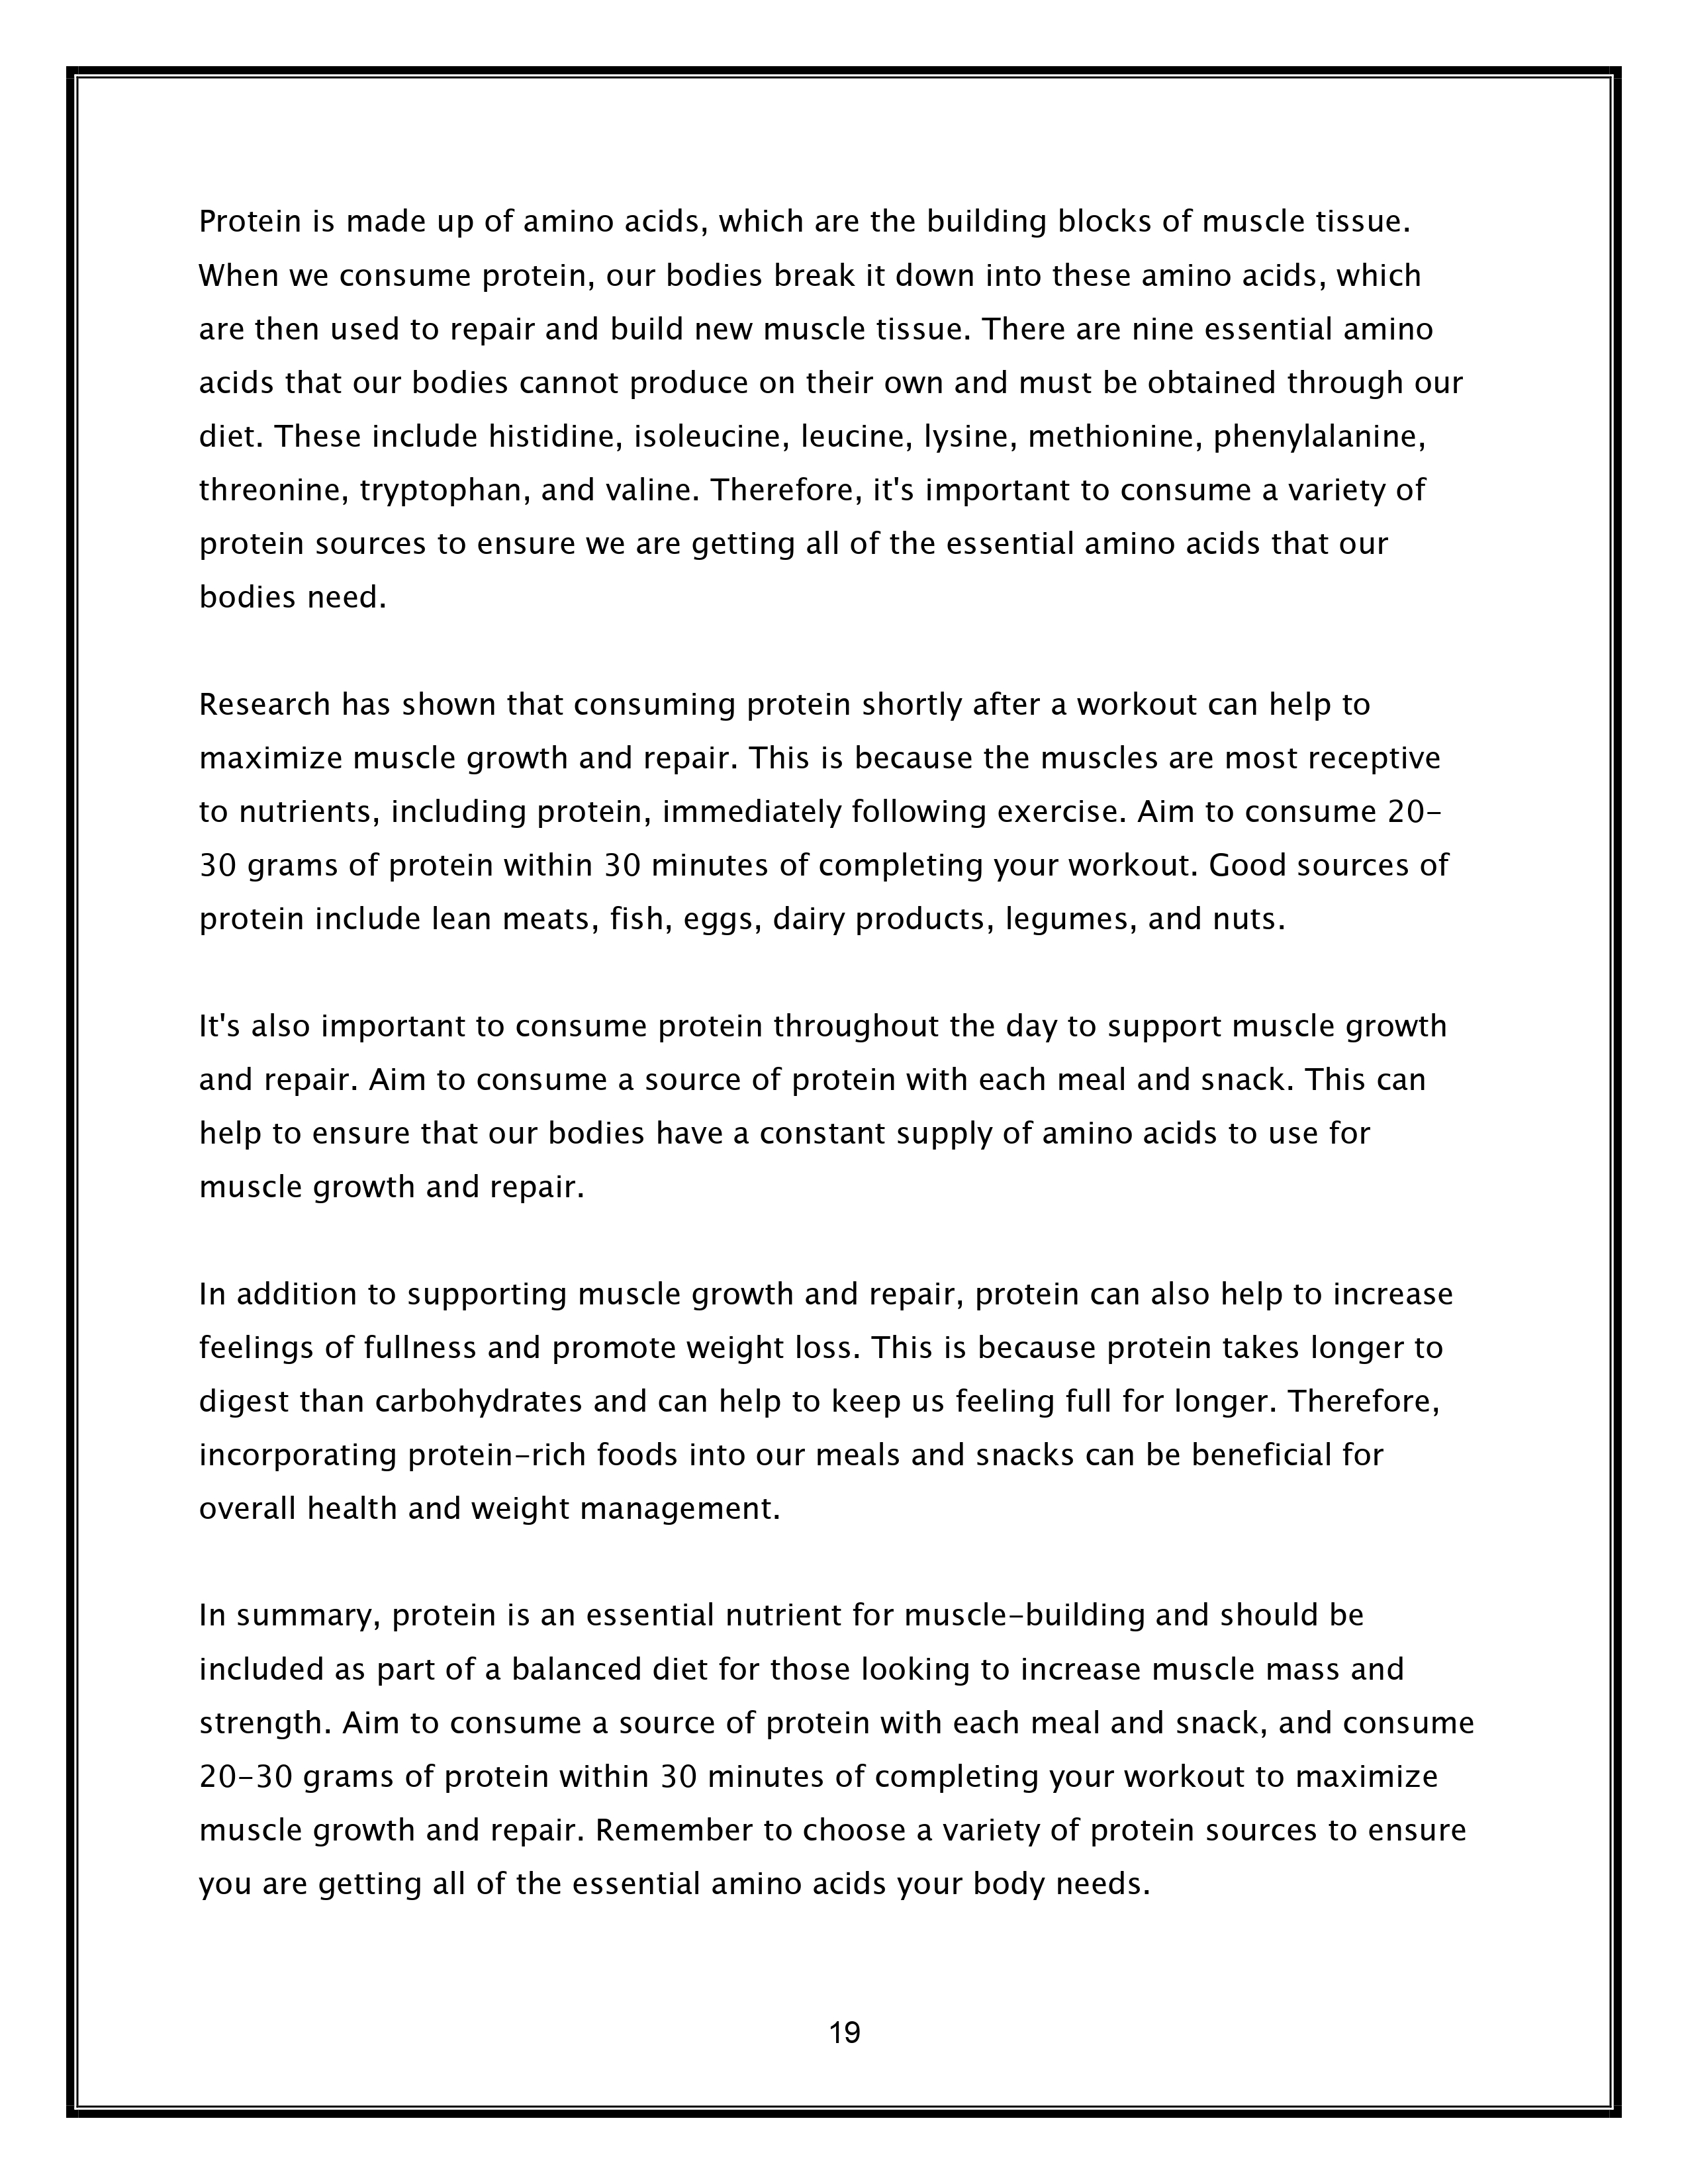 Protein is made up of amino acids, which are the building blocks of muscle tissue.
When we consume protein, our bodies break it down into these amino acids, which
are then used to repair and build new muscle tissue. There are nine essential amino
acids that our bodies cannot produce on their own and must be obtained through our
diet. These include histidine, isoleucine, leucine, lysine, methionine, phenylalanine,
threonine, tryptophan, and valine. Therefore, it's important to consume a variety of
protein sources to ensure we are getting all of the essential amino acids that our
bodies need.
Research has shown that consuming protein shortly after a workout can help to
maximize muscle growth and repair. This is because the muscles are most receptive
to nutrients, including protein, immediately following exercise. Aim to consume 20-
30 grams of protein within 30 minutes of completing your workout. Good sources of
protein include lean meats, fish, eggs, dairy products, legumes, and nuts.
It's also important to consume protein throughout the day to support muscle growth
and repair. Aim to consume a source of protein with each meal and snack. This can
help to ensure that our bodies have a constant supply of amino acids to use for
muscle growth and repair.
In addition to supporting muscle growth and repair, protein can also help to increase
feelings of fullness and promote weight loss. This is because protein takes longer to
digest than carbohydrates and can help to keep us feeling full for longer. Therefore,
incorporating protein-rich foods into our meals and snacks can be beneficial for
overall health and weight management.
In summary, protein is an essential nutrient for muscle-building and should be
included as part of a balanced diet for those looking to increase muscle mass and
strength. Aim to consume a source of protein with each meal and snack, and consume
20-30 grams of protein within 30 minutes of completing your workout to maximize
muscle growth and repair. Remember to choose a variety of protein sources to ensure
you are getting all of the essential amino acids your body needs.
19